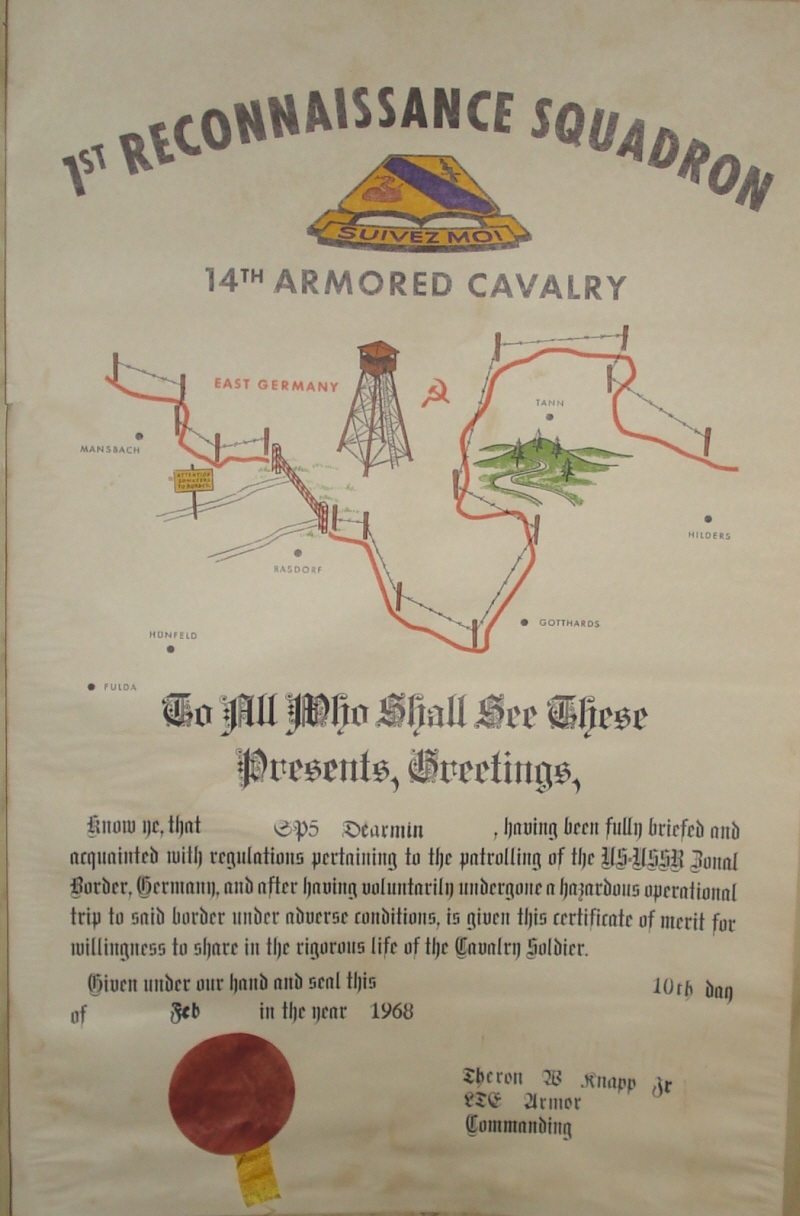 1ST RECONNAISSANCE SQUADRON
SUIVEZ MOI
14TH ARMORED CAVALRY
EAST GERMANY
TANN
MANSBACH
ATTENTION
TO BORDER
HILDERS
RASDORF
GOTTHARDS
HÜNFELD
FULDA
To All Who Shall See These
Presents, Greetings,
Know ye, that SP5 Dearmin , having been fully briefed and
acquainted with regulations pertaining to the patrolling of the US-USSR Zonal
Border, Germany, and after having voluntarily undergone a hazardous operational
trip to said border under adverse conditions, is given this certificate of merit for
willingness to share in the rigorous life of the Cavalry Soldier.
Given under our hand and seal this 10th day
of Feb in the year 1968
Theron W Knapp Jr
LTC Armor
Commanding